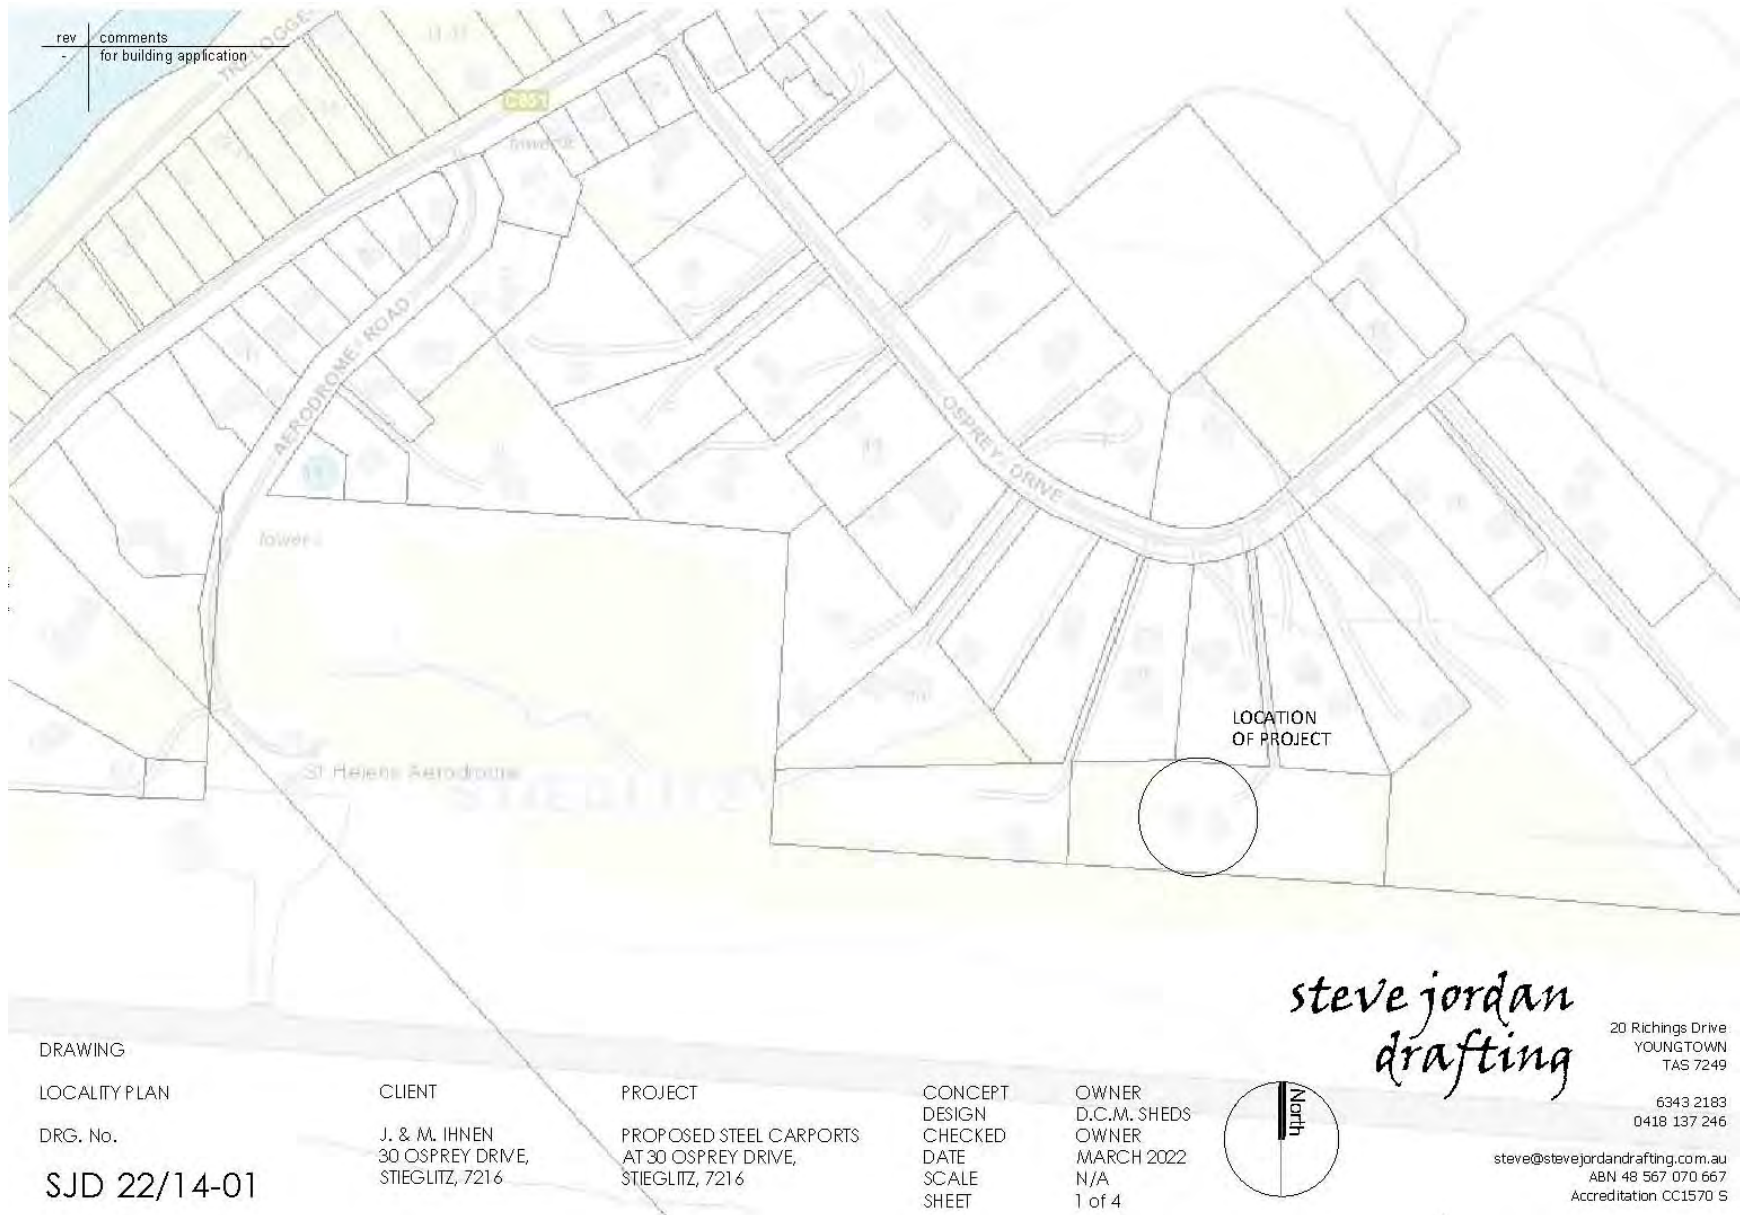 rev comments
- for building application
C851
AERODROME ROAD
OSPREY DRIVE
St Helens Aerodrome
STIEGLITZ
LOCATION
OF PROJECT
steve jordan
drafting
20 Richings Drive
YOUNGTOWN
TAS 7249
6343 2183
0418 137 246
steve@stevejordandrafting.com.au
ABN 48 567 070 667
Accreditation CC1570 S
DRAWING
LOCALITY PLAN
DRG. No.
SJD 22/14-01
CLIENT
J. & M. IHNEN
30 OSPREY DRIVE,
STIEGLITZ, 7216
PROJECT
PROPOSED STEEL CARPORTS
AT 30 OSPREY DRIVE,
STIEGLITZ, 7216
CONCEPT OWNER
DESIGN D.C.M. SHEDS
CHECKED OWNER
DATE MARCH 2022
SCALE N/A
SHEET 1 of 4
North